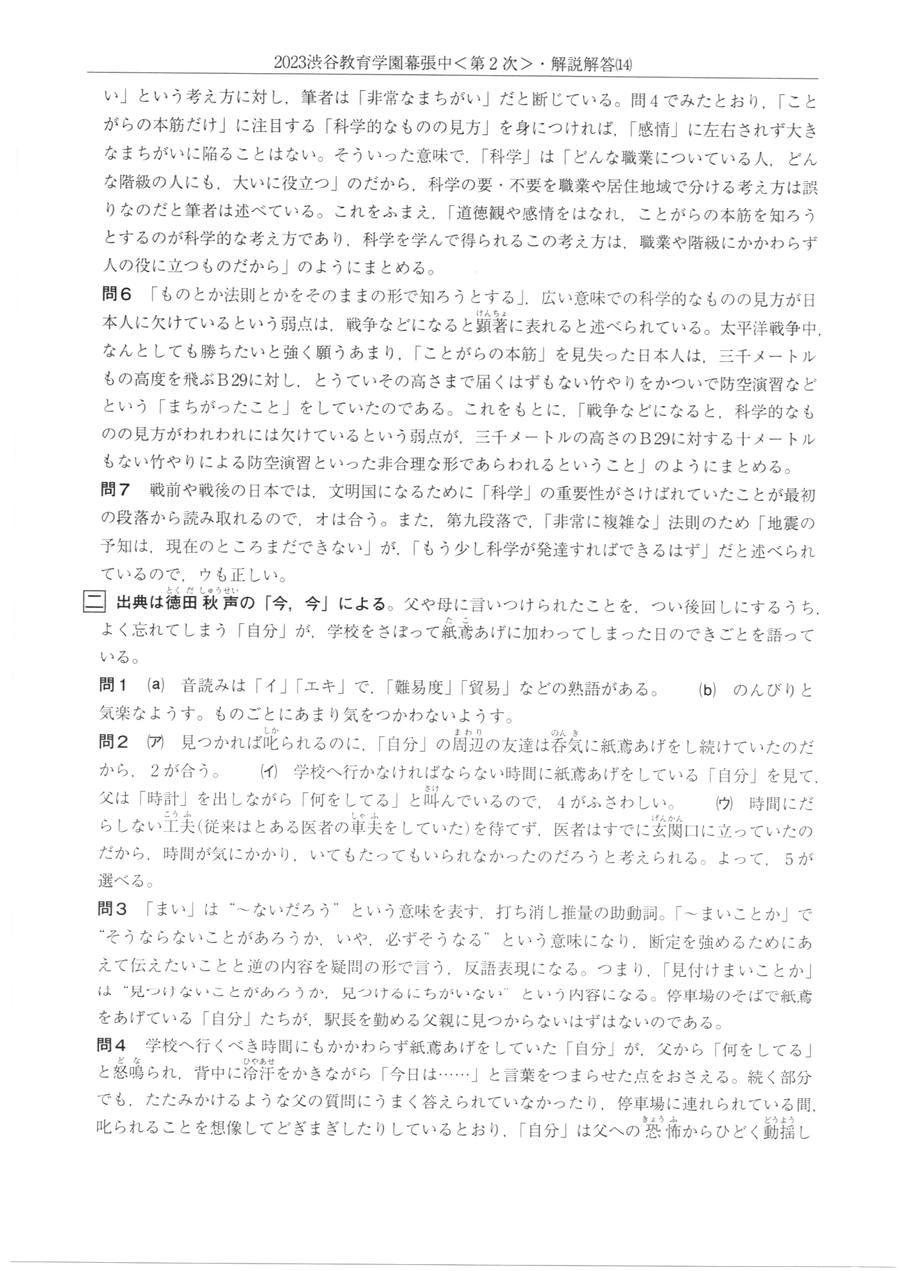 2023渋谷教育学園幕張中＜第2次＞・解説解答⒁
い」という考え方に対し，筆者は「非常なまちがい」だと断じている。問4でみたとおり，「こと
がらの本筋だけ」に注目する「科学的なものの見方」を身につければ，「感情」に左右されず大き
なまちがいに陥ることはない。そういった意味で，「科学」は「どんな職業についている人，どん
な階級の人にも，大いに役立つ」のだから，科学の要・不要を職業や居住地域で分ける考え方は誤
りなのだと筆者は述べている。これをふまえ，「道徳観や感情をはなれ，ことがらの本筋を知ろう
とするのが科学的な考え方であり，科学を学んで得られるこの考え方は，職業や階級にかかわらず
人の役に立つものだから」のようにまとめる。
問6　「ものとか法則とかをそのままの形で知ろうとする」，広い意味での科学的なものの見方が日
本人に欠けているという弱点は，戦争などになると顕著に表れると述べられている。太平洋戦争中，
なんとしても勝ちたいと強く願うあまり，「ことがらの本筋」を見失った日本人は，三千メートル
もの高度を飛ぶB29に対し，とうていその高さまで届くはずもない竹やりをかついで防空演習など
という「まちがったこと」をしていたのである。これをもとに，「戦争などになると，科学的なも
のの見方がわれわれには欠けているという弱点が，三千メートルの高さのB29に対する十メートル
もない竹やりによる防空演習といった非合理な形であらわれるということ」のようにまとめる。
問7　戦前や戦後の日本では，文明国になるために「科学」の重要性がさけばれていたことが最初
の段落から読み取れるので，オは合う。また，第九段落で，「非常に複雑な」法則のため「地震の
予知は，現在のところまだできない」が，「もう少し科学が発達すればできるはず」だと述べられ
ているので，ウも正しい。
二　出典は徳田秋声の「今，今」による。父や母に言いつけられたことを，つい後回しにするうち，
よく忘れてしまう「自分」が，学校をさぼって紙鳶あげに加わってしまった日のできごとを語って
いる。
問1　(a)　音読みは「イ」「エキ」で，「難易度」「貿易」などの熟語がある。　(b)　のんびりと
気楽なようす。ものごとにあまり気をつかわないようす。
問2　(ア)　見つかれば叱られるのに，「自分」の周辺の友達は呑気に紙鳶あげをし続けていたのだ
から，2が合う。　(イ)　学校へ行かなければならない時間に紙鳶あげをしている「自分」を見て，
父は「時計」を出しながら「何をしてる」と叫んでいるので，4がふさわしい。　(ウ)　時間にだ
らしない工夫(従来はとある医者の車夫をしていた)を待てず，医者はすでに玄関口に立っていたの
だから，時間が気にかかり，いてもたってもいられなかったのだろうと考えられる。よって，5が
選べる。
問3　「まい」は“～ないだろう”という意味を表す，打ち消し推量の助動詞。「～まいことか」で
“そうならないことがあろうか，いや，必ずそうなる”という意味になり，断定を強めるためにあ
えて伝えたいことと逆の内容を疑問の形で言う，反語表現になる。つまり，「見付けまいことか」
は“見つけないことがあろうか，見つけるにちがいない”という内容になる。停車場のそばで紙鳶
をあげている「自分」たちが，駅長を勤める父親に見つからないはずはないのである。
問4　学校へ行くべき時間にもかかわらず紙鳶あげをしていた「自分」が，父から「何をしてる」
と怒鳴られ，背中に冷汗をかきながら「今日は……」と言葉をつまらせた点をおさえる。続く部分
でも，たたみかけるような父の質問にうまく答えられていなかったり，停車場に連れられている間，
叱られることを想像してどぎまぎしたりしているとおり，「自分」は父への恐怖からひどく動揺し